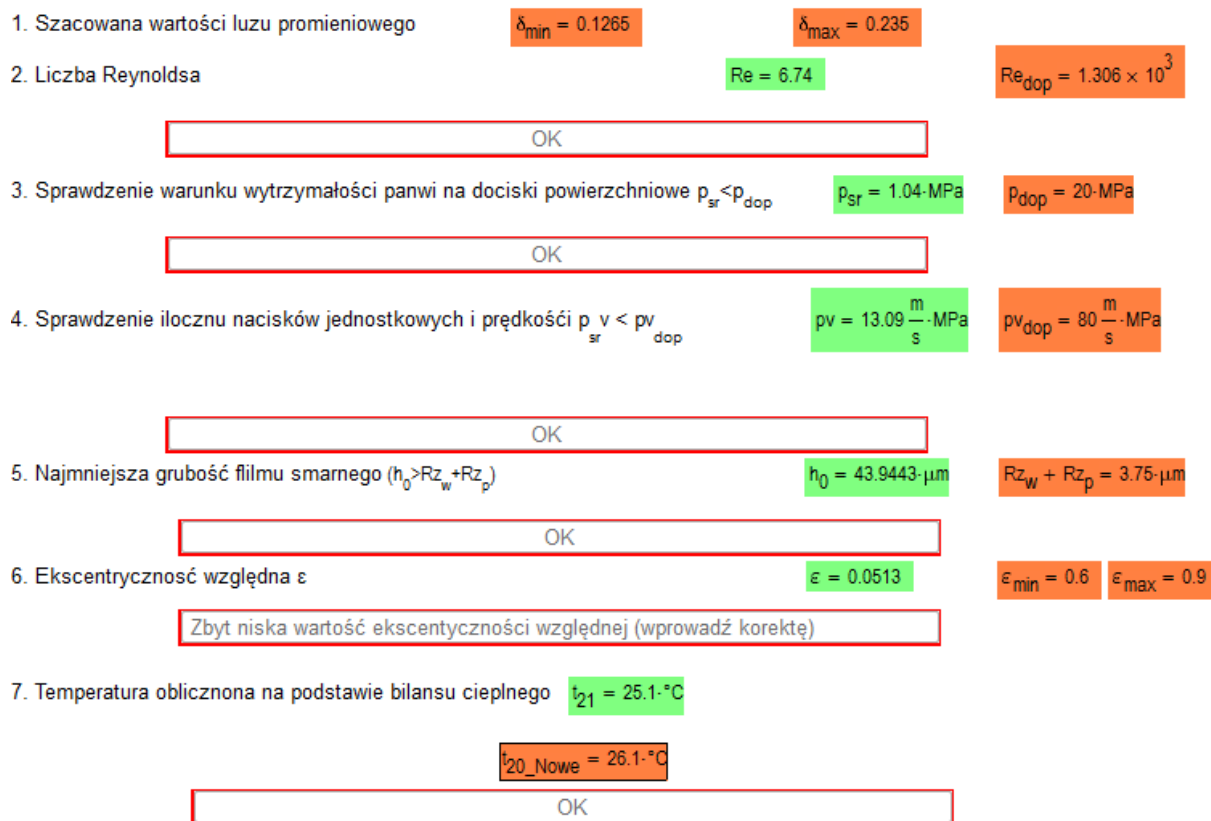 1. Szacowana wartości luzu promieniowego δmin = 0.1265 δmax = 0.235
2. Liczba Reynoldsa Re = 6.74 Redop = 1.306 × 10³
OK
3. Sprawdzenie warunku wytrzymałości panwi na dociski powierzchniowe psr<pdop psr = 1.04·MPa pdop = 20·MPa
OK
4. Sprawdzenie ilocznu nacisków jednostkowych i prędkośći psr v < pvdop pv = 13.09 m/s·MPa pvdop = 80 m/s·MPa
OK
5. Najmniejsza grubość flilmu smarnego (h0>Rzw+Rzp) h0 = 43.9443·μm Rzw + Rzp = 3.75·μm
OK
6. Ekscentrycznosć względna ε ε = 0.0513 εmin = 0.6 εmax = 0.9
Zbyt niska wartość ekscentyczności względnej (wprowadź korektę)
7. Temperatura obliczniona na podstawie bilansu cieplnego t21 = 25.1·°C
t20_Nowe = 26.1·°C
OK